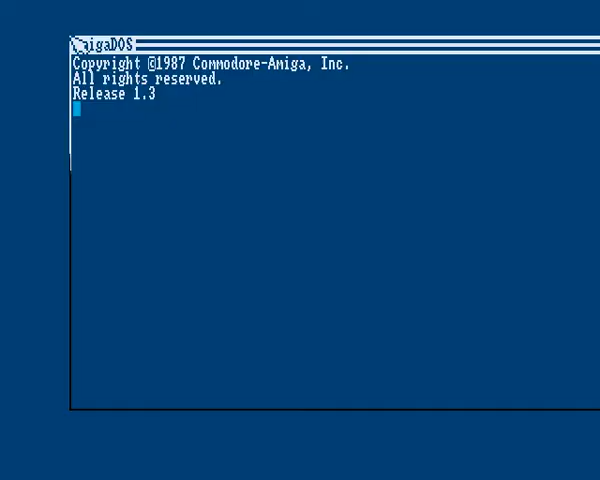 AmigaDOS
Copyright ©1987 Commodore-Amiga, Inc.
All rights reserved.
Release 1.3